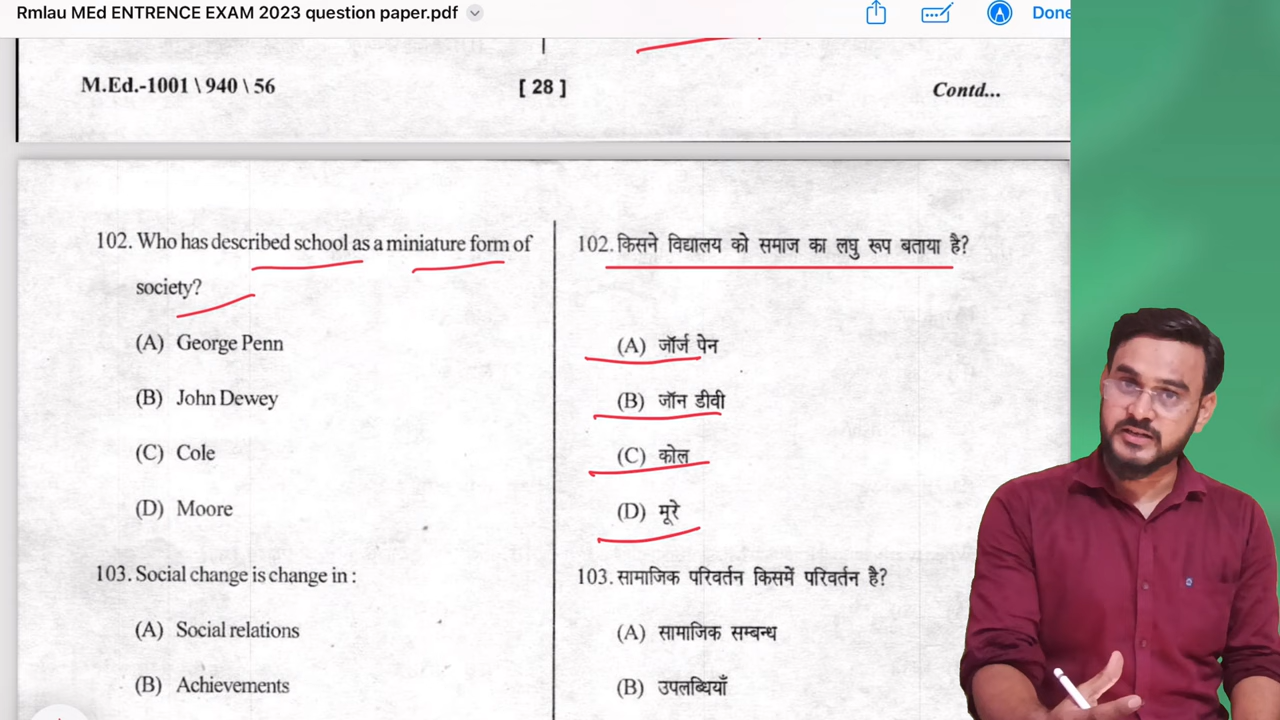 Rmlau MEd ENTRENCE EXAM 2023 question paper.pdf
Done
M.Ed.-1001 \ 940 \ 56
[ 28 ]
Contd...
102. Who has described school as a miniature form of
society?
(A) George Penn
(B) John Dewey
(C) Cole
(D) Moore
103. Social change is change in :
(A) Social relations
(B) Achievements
102. किसने विद्यालय को समाज का लघु रूप बताया है?
(A) जॉर्ज पेन
(B) जॉन डीवी
(C) कोल
(D) मूरे
103. सामाजिक परिवर्तन किसमें परिवर्तन है?
(A) सामाजिक सम्बन्ध
(B) उपलब्धियाँ